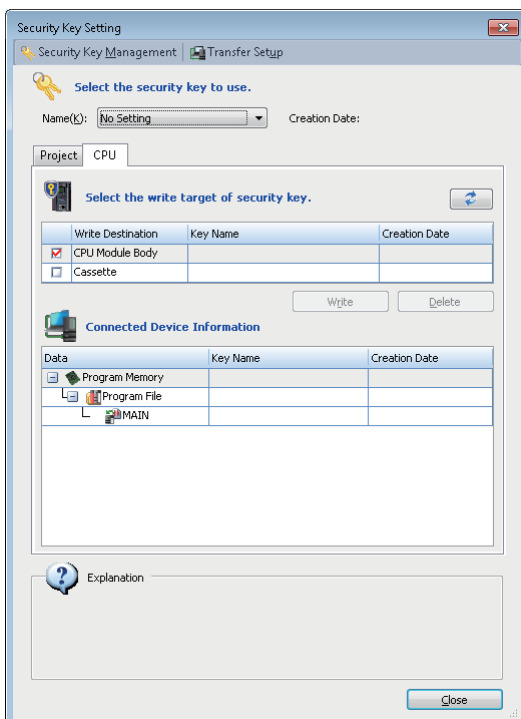 Security Key Setting
Security Key Management | Transfer Setup
Select the security key to use.
Name(K): No Setting Creation Date:
Project CPU
Select the write target of security key.
Write Destination Key Name Creation Date
CPU Module Body
Cassette
Write Delete
Connected Device Information
Data Key Name Creation Date
Program Memory
Program File
MAIN
Explanation
Close